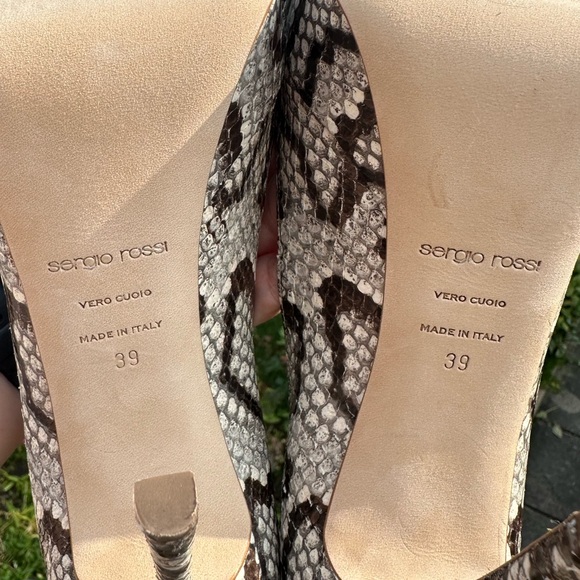 sergio rossi
VERO CUOIO
MADE IN ITALY
39
sergio rossi
VERO CUOIO
MADE IN ITALY
39